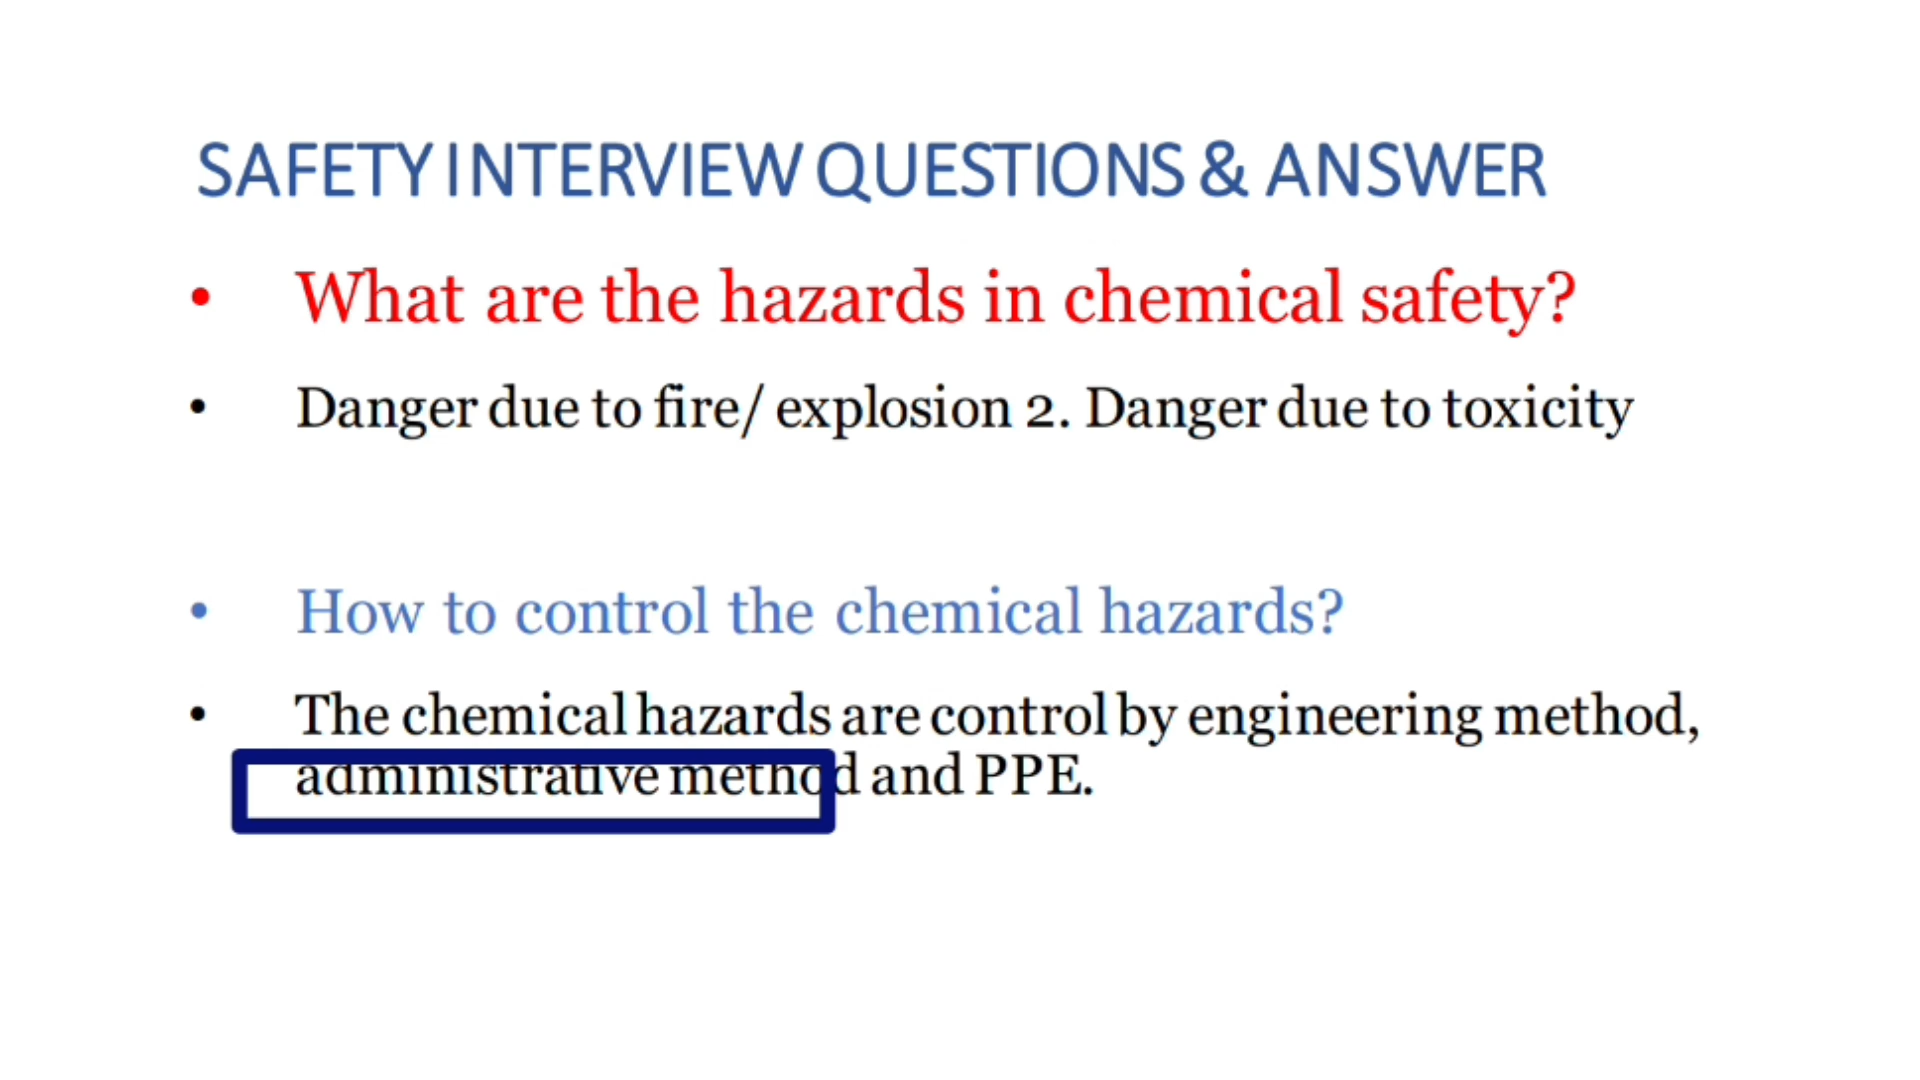 SAFETY INTERVIEW QUESTIONS & ANSWER
• What are the hazards in chemical safety?
• Danger due to fire/ explosion 2. Danger due to toxicity
• How to control the chemical hazards?
• The chemical hazards are control by engineering method,
administrative method and PPE.